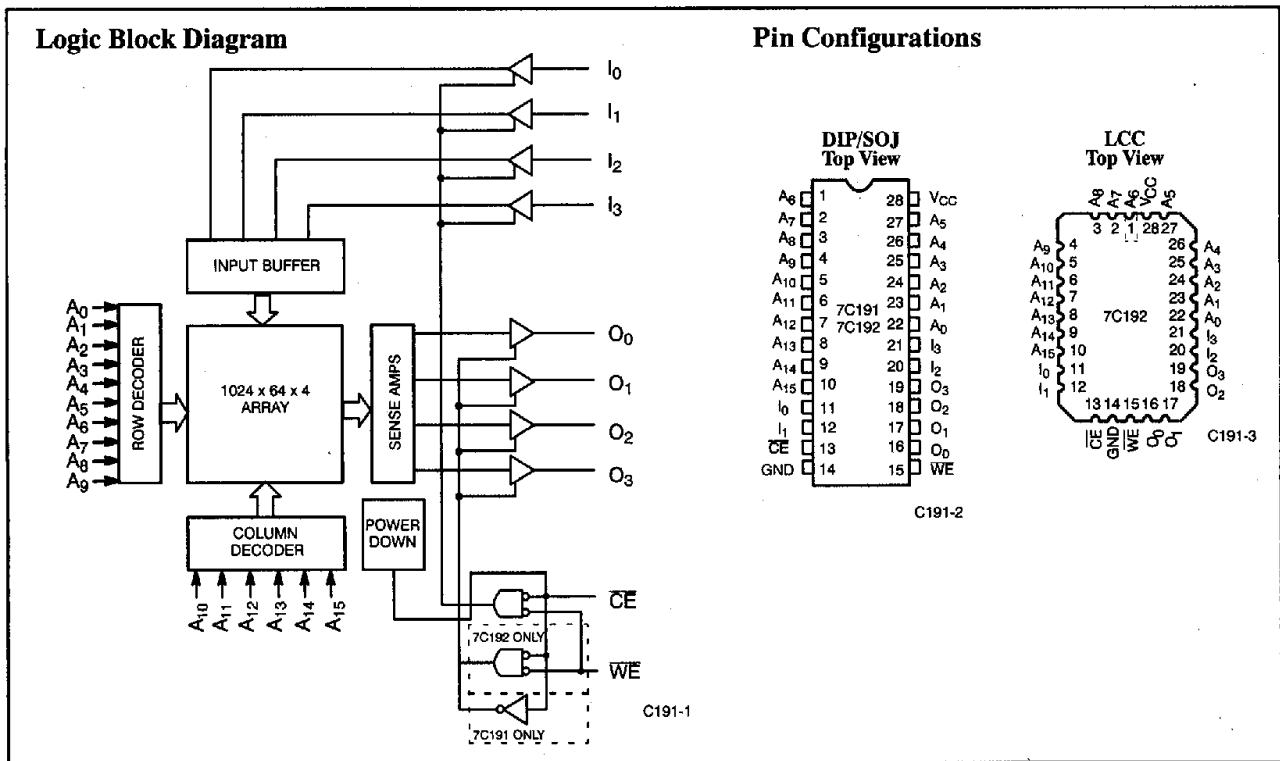 Logic Block Diagram
I0
I1
I2
I3
INPUT BUFFER
A0
A1
A2
A3
A4
A5
A6
A7
A8
A9
ROW DECODER
1024 x 64 x 4
ARRAY
SENSE AMPS
O0
O1
O2
O3
COLUMN
DECODER
POWER
DOWN
A10
A11
A12
A13
A14
A15
CE
7C192 ONLY
WE
7C191 ONLY
C191-1
Pin Configurations
DIP/SOJ
Top View
A6 1 28 VCC
A7 2 27 A5
A8 3 26 A4
A9 4 25 A3
A10 5 24 A2
A11 6 23 A1
A12 7 22 A0
A13 8 21 I3
A14 9 20 I2
A15 10 19 O3
I0 11 18 O2
I1 12 17 O1
CE 13 16 O0
GND 14 15 WE
7C191
7C192
C191-2
LCC
Top View
A8 A7 A6 VCC A5
3 2 1 28 27
A9 4 26 A4
A10 5 25 A3
A11 6 24 A2
A12 7 23 A1
A13 8 22 A0
A14 9 21 I3
A15 10 20 I2
I0 11 19 O3
I1 12 18 O2
7C192
13 14 15 16 17
CE GND WE O0 O1
C191-3